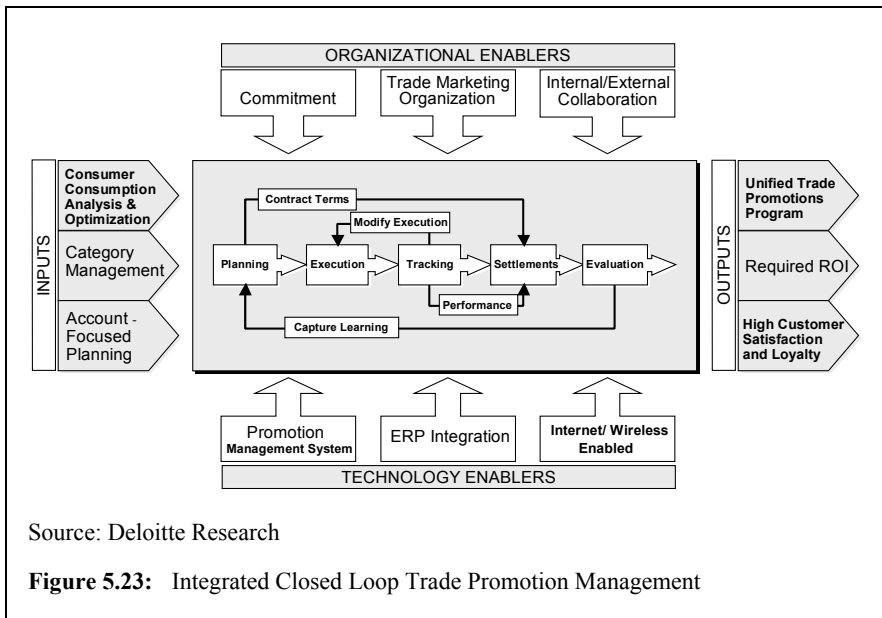 ORGANIZATIONAL ENABLERS
Commitment
Trade Marketing
Organization
Internal/External
Collaboration
INPUTS
Consumer
Consumption
Analysis &
Optimization
Category
Management
Account -
Focused
Planning
Contract Terms
Modify Execution
Planning
Execution
Tracking
Settlements
Evaluation
Performance
Capture Learning
OUTPUTS
Unified Trade
Promotions
Program
Required ROI
High Customer
Satisfaction
and Loyalty
Promotion
Management System
ERP Integration
Internet/ Wireless
Enabled
TECHNOLOGY ENABLERS
Source: Deloitte Research
Figure 5.23: Integrated Closed Loop Trade Promotion Management